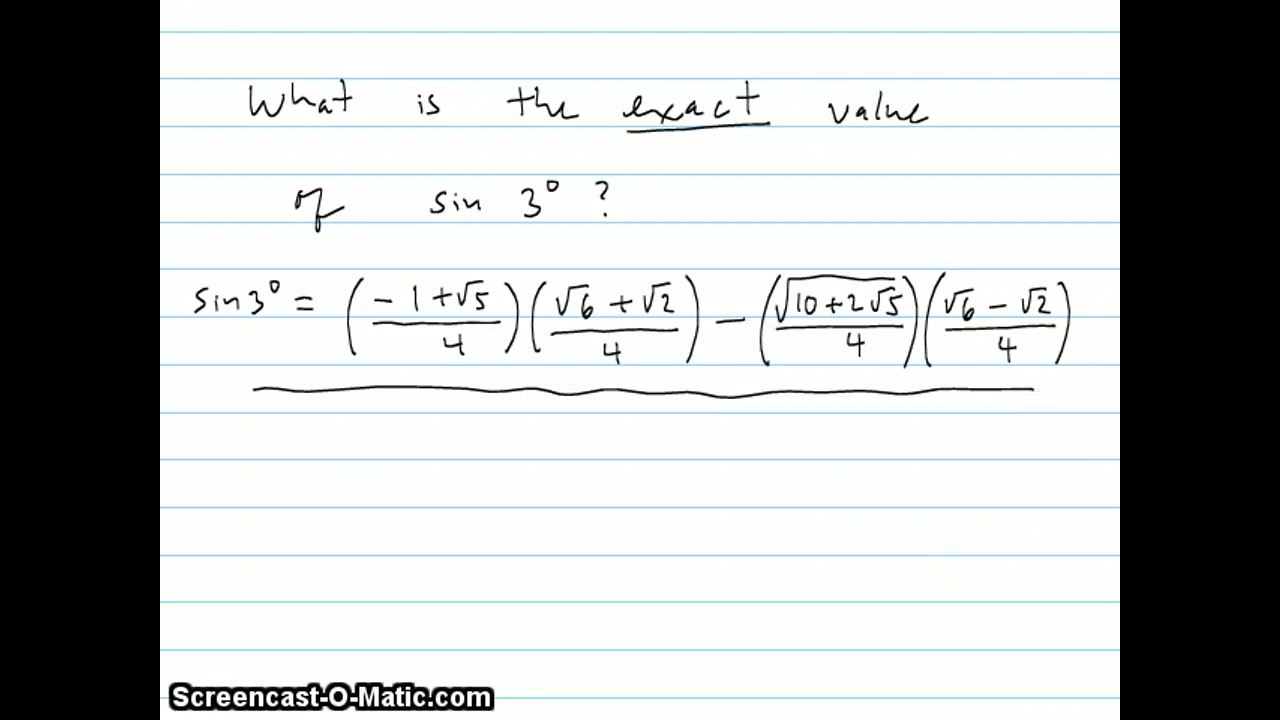 What is the exact value
of sin 3° ?
sin 3° = (-1+√5/4)(√6+√2/4) - (√(10+2√5)/4)(√6-√2/4)
Screencast-O-Matic.com